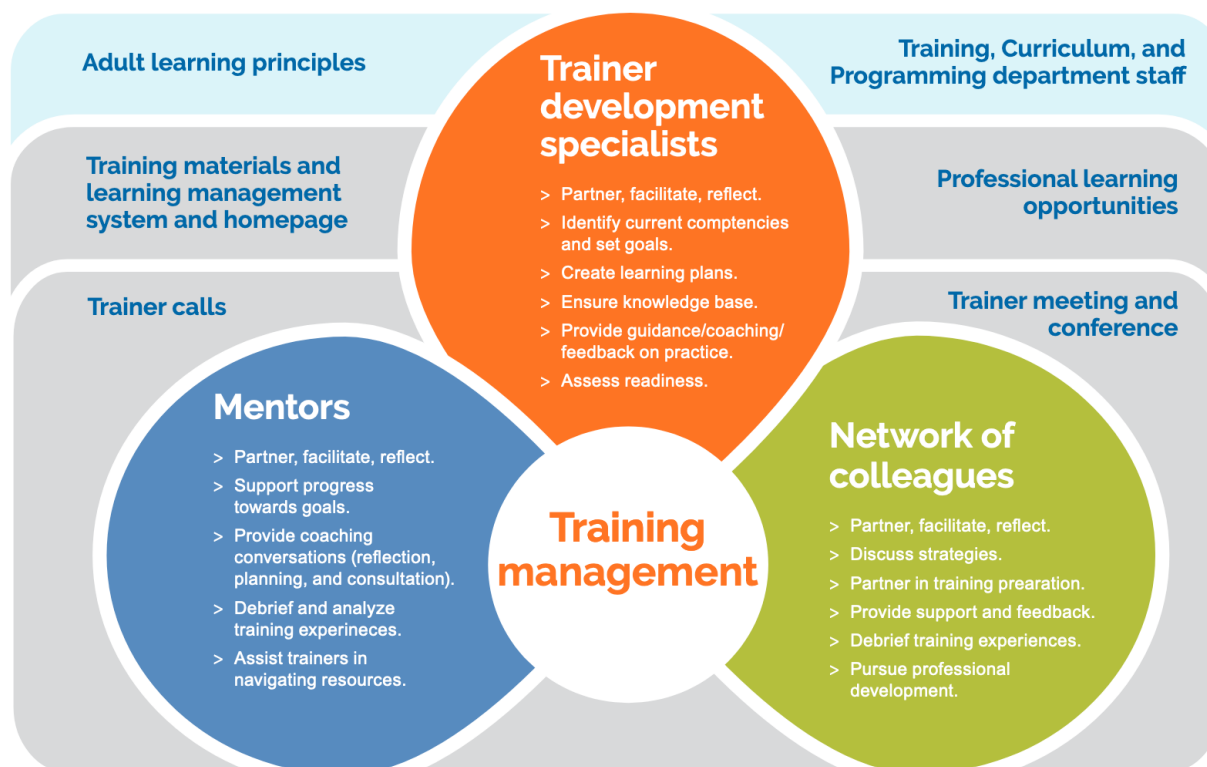 Adult learning principles
Training, Curriculum, and
Programming department staff
Training materials and
learning management
system and homepage
Professional learning
opportunities
Trainer calls
Trainer meeting and
conference
Trainer
development
specialists
> Partner, facilitate, reflect.
> Identify current comptencies
and set goals.
> Create learning plans.
> Ensure knowledge base.
> Provide guidance/coaching/
feedback on practice.
> Assess readiness.
Mentors
> Partner, facilitate, reflect.
> Support progress
towards goals.
> Provide coaching
conversations (reflection,
planning, and consultation).
> Debrief and analyze
training experineces.
> Assist trainers in
navigating resources.
Training
management
Network of
colleagues
> Partner, facilitate, reflect.
> Discuss strategies.
> Partner in training prearation.
> Provide support and feedback.
> Debrief training experiences.
> Pursue professional
development.